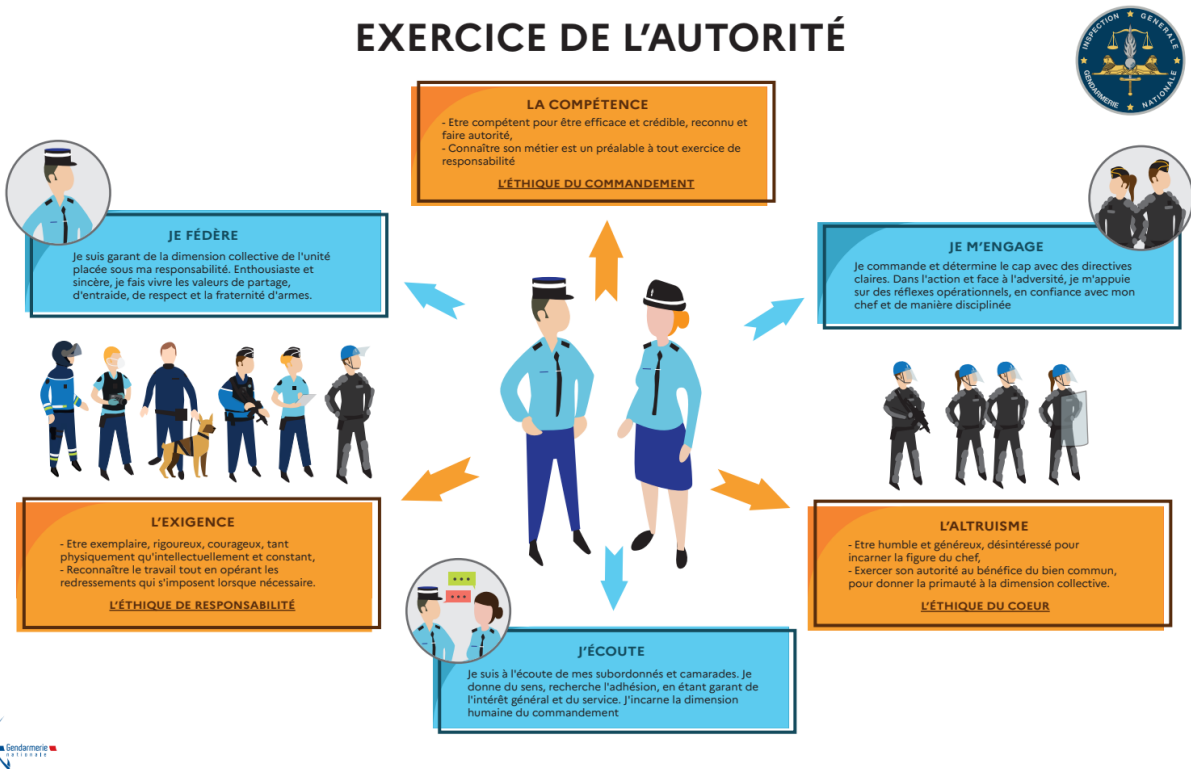 EXERCICE DE L'AUTORITÉ
INSPECTION GENERALE
GENDARMERIE NATIONALE
LA COMPÉTENCE
- Etre compétent pour être efficace et crédible, reconnu et
faire autorité,
- Connaître son métier est un préalable à tout exercice de
responsabilité
L'ÉTHIQUE DU COMMANDEMENT
JE FÉDÈRE
Je suis garant de la dimension collective de l'unité
placée sous ma responsabilité. Enthousiaste et
sincère, je fais vivre les valeurs de partage,
d'entraide, de respect et la fraternité d'armes.
JE M'ENGAGE
Je commande et détermine le cap avec des directives
claires. Dans l'action et face à l'adversité, je m'appuie
sur des réflexes opérationnels, en confiance avec mon
chef et de manière disciplinée
L'EXIGENCE
- Etre exemplaire, rigoureux, courageux, tant
physiquement qu'intellectuellement et constant,
- Reconnaître le travail tout en opérant les
redressements qui s'imposent lorsque nécessaire.
L'ÉTHIQUE DE RESPONSABILITÉ
L'ALTRUISME
- Etre humble et généreux, désintéressé pour
incarner la figure du chef,
- Exercer son autorité au bénéfice du bien commun,
pour donner la primauté à la dimension collective.
L'ÉTHIQUE DU COEUR
J'ÉCOUTE
Je suis à l'écoute de mes subordonnés et camarades. Je
donne du sens, recherche l'adhésion, en étant garant de
l'intérêt général et du service. J'incarne la dimension
humaine du commandement
Gendarmerie
nationale